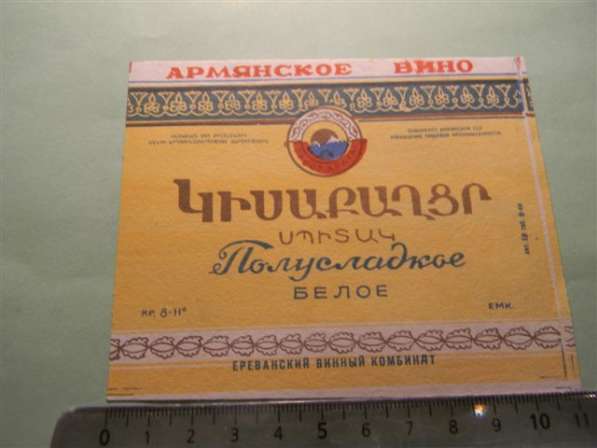 АРМЯНСКОЕ ВИНО
ԿԻՍԱՔԱՂՑՐ
ՍՊԻՏԱԿ
Полусладкое
БЕЛОЕ
КР. 8-11°
ЕМК.
ЕРЕВАНСКИЙ ВИННЫЙ КОМБИНАТ
0 1 2 3 4 5 6 7 8 9 10 11